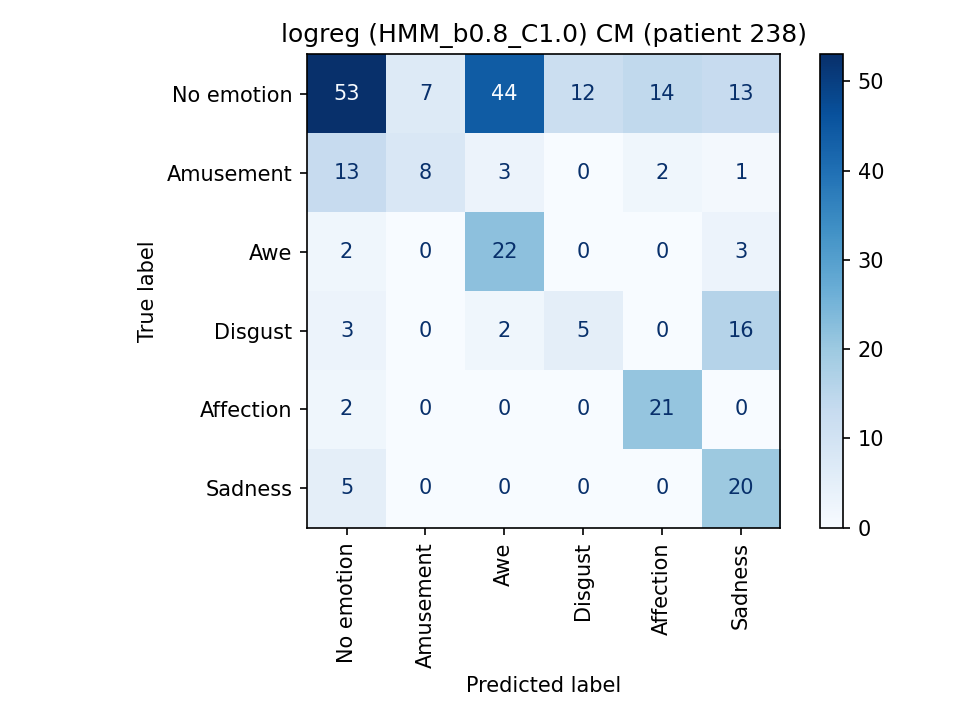 logreg (HMM_b0.8_C1.0) CM (patient 238)
No emotion 53 7 44 12 14 13
Amusement 13 8 3 0 2 1
Awe 2 0 22 0 0 3
Disgust 3 0 2 5 0 16
Affection 2 0 0 0 21 0
Sadness 5 0 0 0 0 20
True label
No emotion Amusement Awe Disgust Affection Sadness
Predicted label
50
40
30
20
10
0